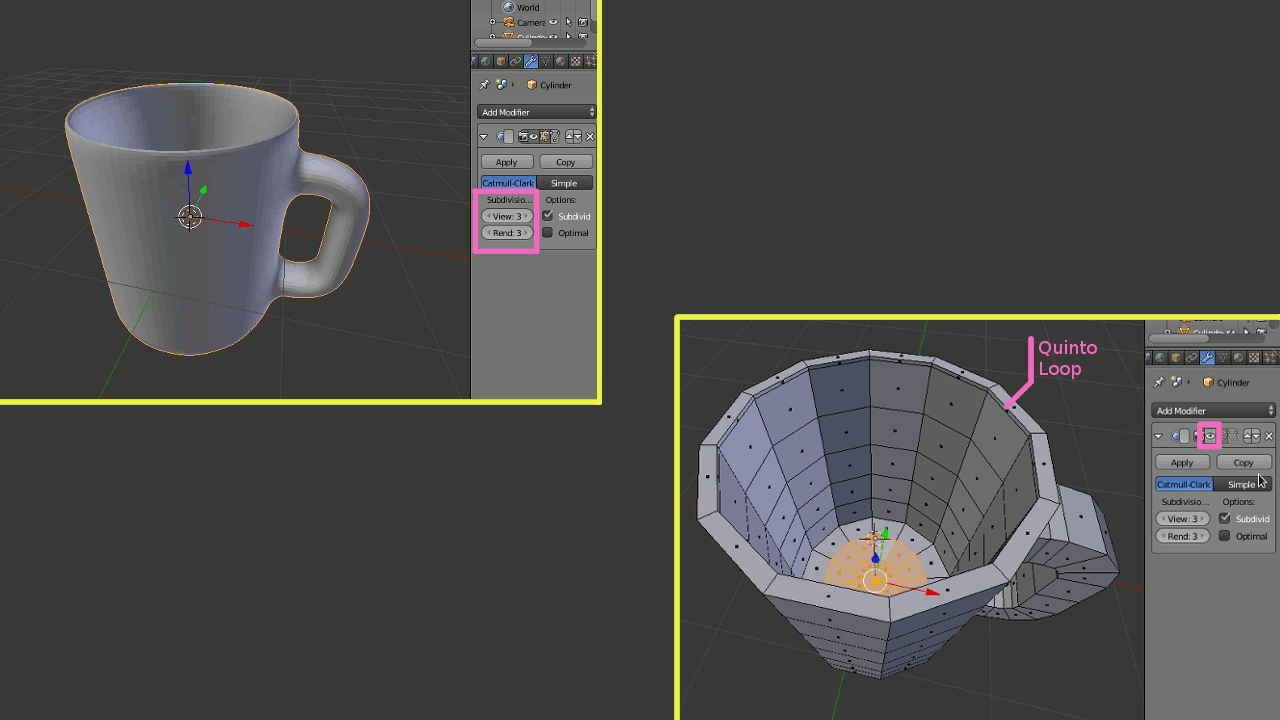 World
Camera
Cylinder
Add Modifier
Apply Copy
Catmull-Clark Simple
Subdivisio... Options:
View: 3 Subdivid
Rend: 3 Optimal
Quinto
Loop
Cylinder
Add Modifier
Apply Copy
Catmull-Clark Simple
Subdivisio... Options:
View: 3 Subdivid
Rend: 3 Optimal